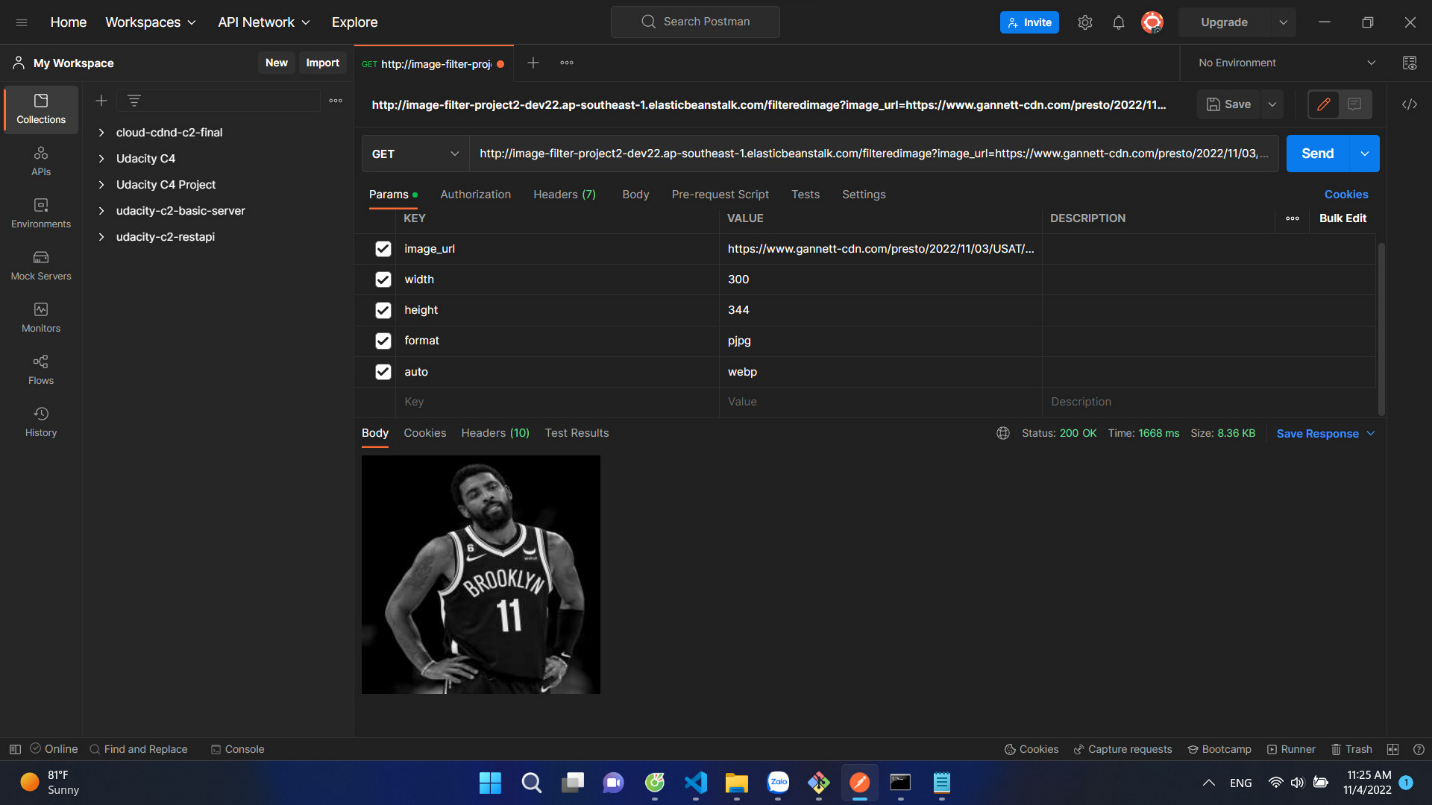 Home Workspaces API Network Explore Search Postman Invite Upgrade
My Workspace New Import GET http://image-filter-proj No Environment
Collections
APIs
Environments
Mock Servers
Monitors
Flows
History
cloud-cdnd-c2-final
Udacity C4
Udacity C4 Project
udacity-c2-basic-server
udacity-c2-restapi
http://image-filter-project2-dev22.ap-southeast-1.elasticbeanstalk.com/filteredimage?image_url=https://www.gannett-cdn.com/presto/2022/11... Save
GET http://image-filter-project2-dev22.ap-southeast-1.elasticbeanstalk.com/filteredimage?image_url=https://www.gannett-cdn.com/presto/2022/11/03,... Send
Params Authorization Headers (7) Body Pre-request Script Tests Settings Cookies
KEY VALUE DESCRIPTION Bulk Edit
image_url https://www.gannett-cdn.com/presto/2022/11/03/USAT/...
width 300
height 344
format pjpg
auto webp
Key Value Description
Body Cookies Headers (10) Test Results Status: 200 OK Time: 1668 ms Size: 8.36 KB Save Response
6
BROOKLYN
11
Online Find and Replace Console Cookies Capture requests Bootcamp Runner Trash
81°F
Sunny
Zalo
ENG
11:25 AM
11/4/2022
1